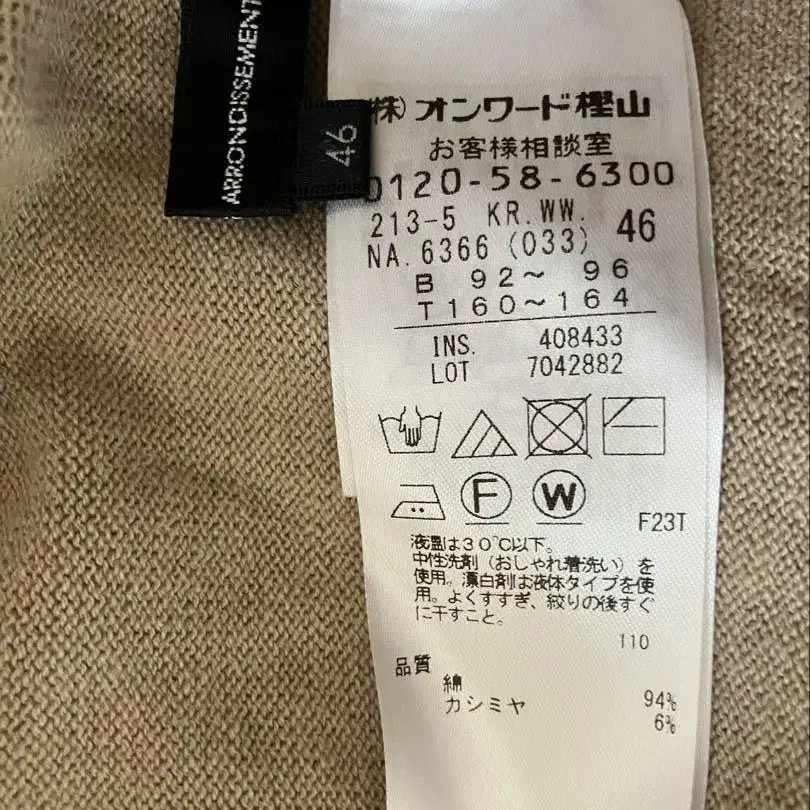 ARRONDISSEMENT
46
(株)オンワード樫山
お客様相談室
0120-58-6300
213-5 KR.WW.
NA.6366 (033) 46
B 92～ 96
T160～164
INS. 408433
LOT 7042882
F W
F23T
液温は30℃以下。
中性洗剤(おしゃれ着洗い)を
使用。漂白剤は液体タイプを使
用。よくすすぎ、絞りの後すぐ
に干すこと。
110
品質
綿 94%
カシミヤ 6%